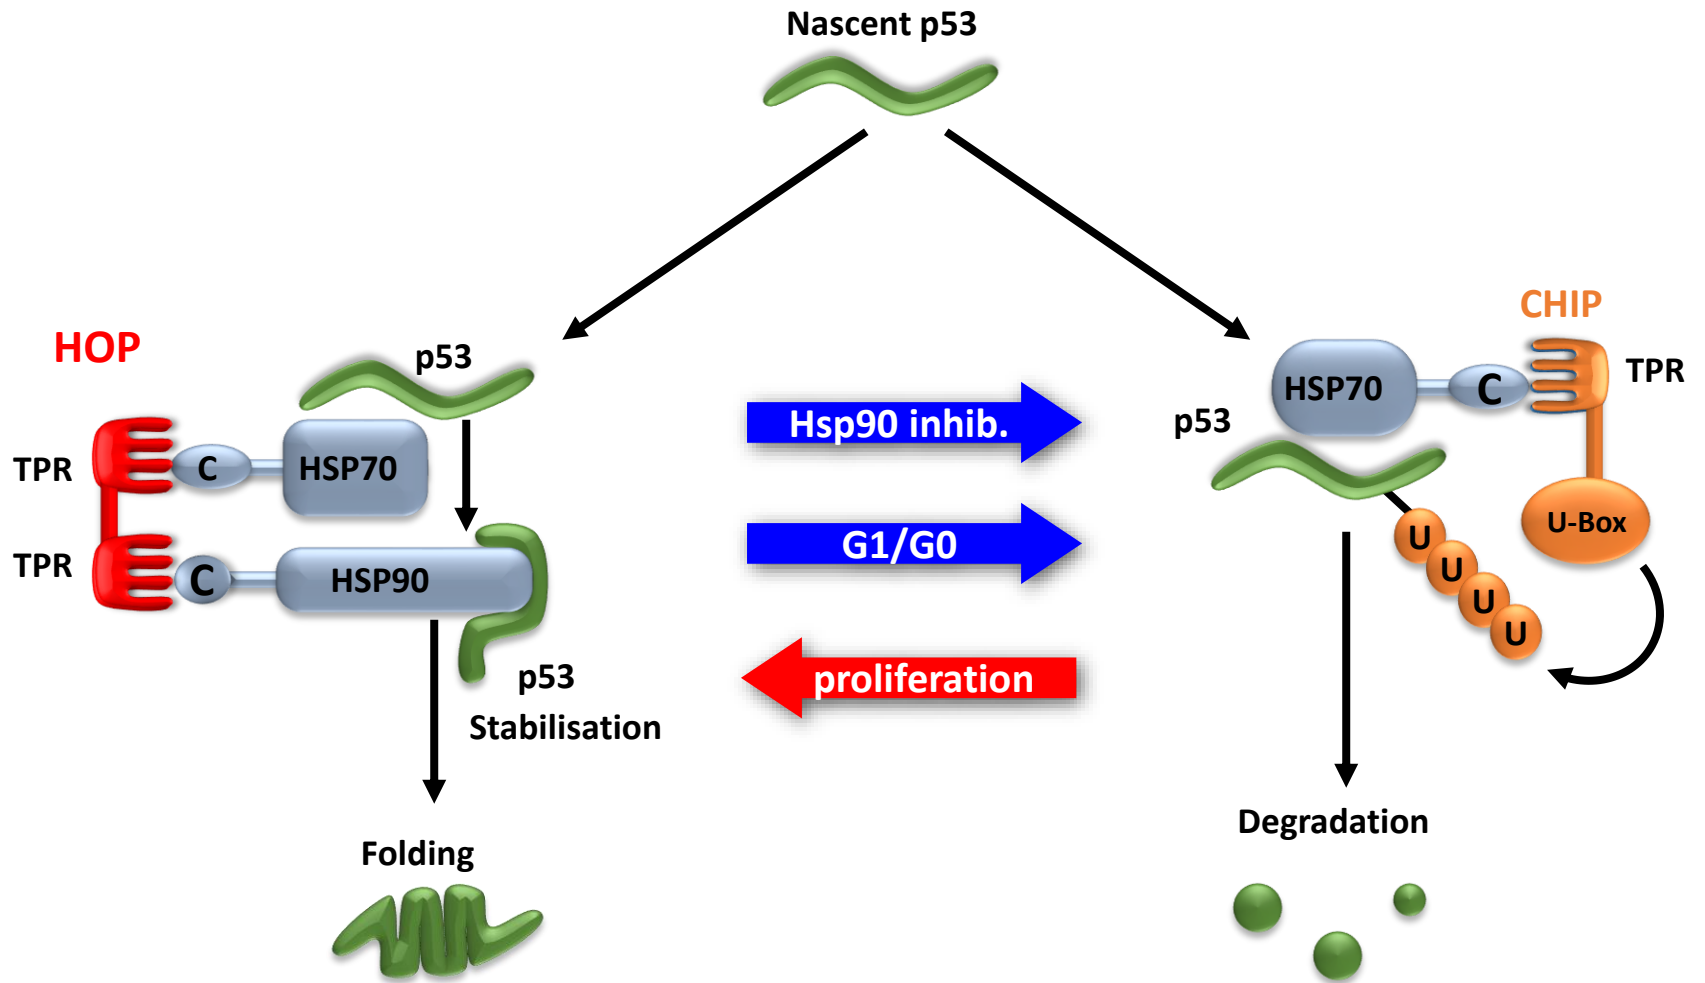 Nascent p53
HOP
p53
TPR
C
HSP70
TPR
C
HSP90
p53
Stabilisation
Folding
Hsp90 inhib.
G1/G0
proliferation
CHIP
HSP70
C
TPR
p53
U-Box
U
U
U
U
Degradation